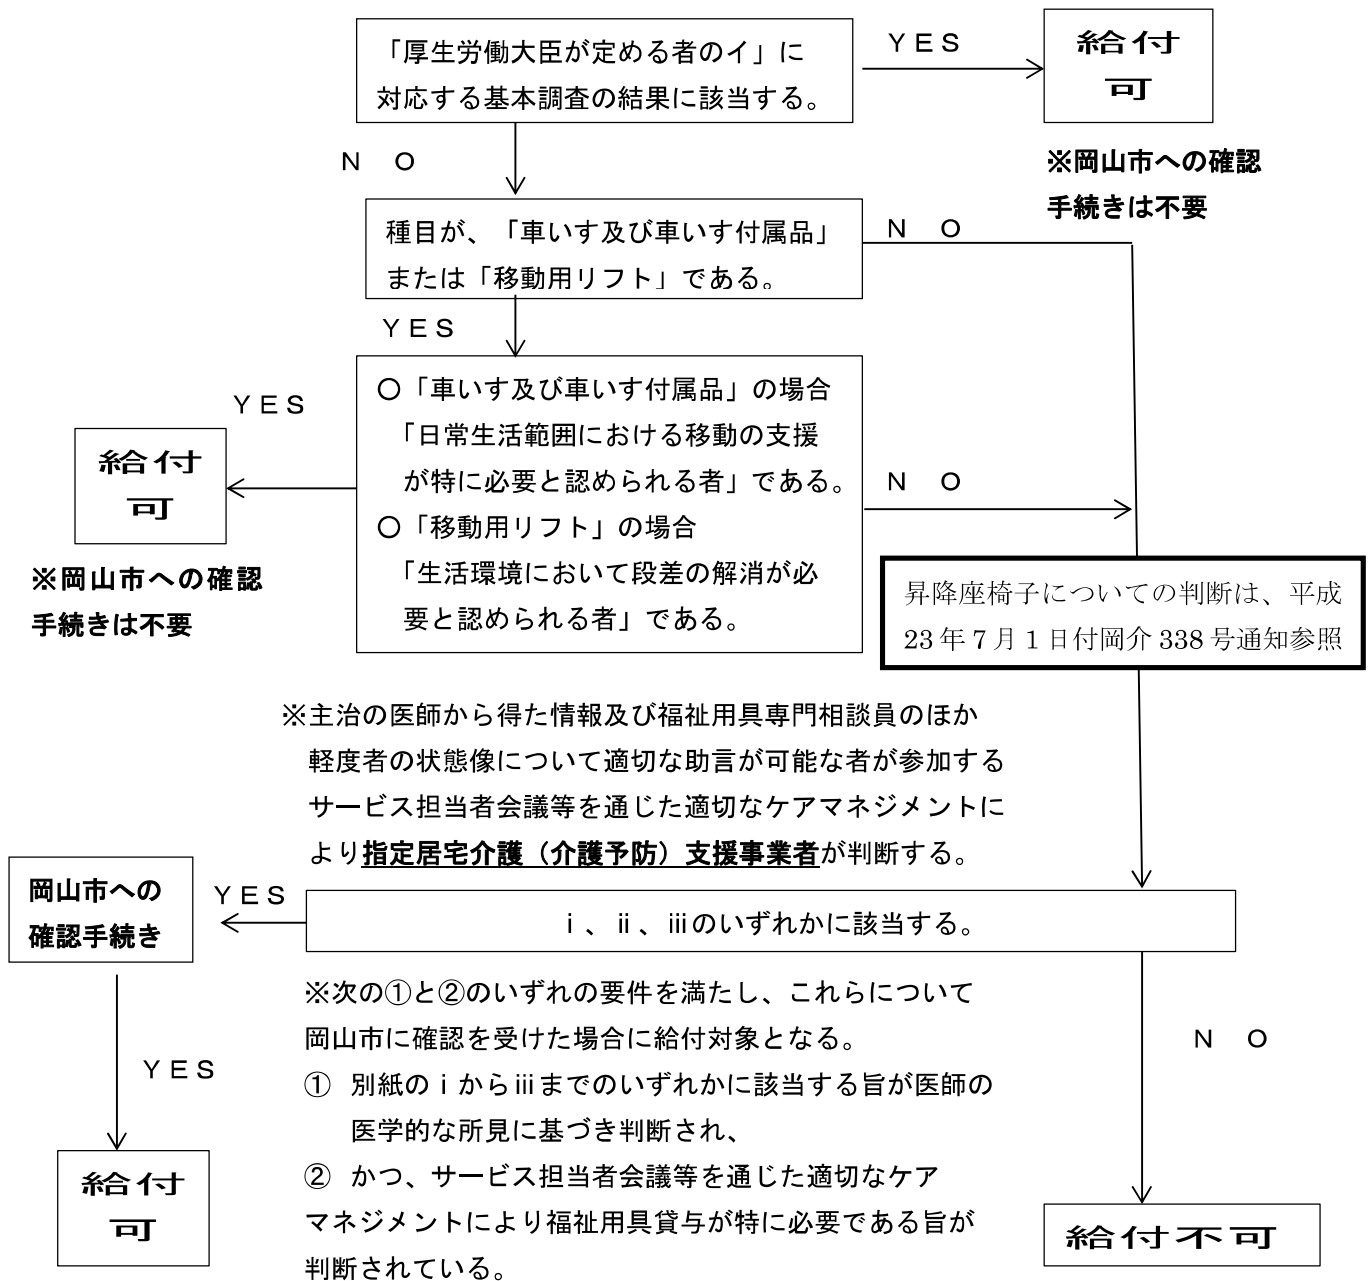 「厚生労働大臣が定める者のイ」に
対応する基本調査の結果に該当する。
ＹＥＳ
給付
可
※岡山市への確認
手続きは不要
Ｎ　Ｏ
種目が、「車いす及び車いす付属品」
または「移動用リフト」である。
Ｎ　Ｏ
ＹＥＳ
〇「車いす及び車いす付属品」の場合
「日常生活範囲における移動の支援
が特に必要と認められる者」である。
〇「移動用リフト」の場合
「生活環境において段差の解消が必
要と認められる者」である。
ＹＥＳ
給付
可
※岡山市への確認
手続きは不要
Ｎ　Ｏ
昇降座椅子についての判断は、平成
23 年 7 月 1 日付岡介 338 号通知参照
※主治の医師から得た情報及び福祉用具専門相談員のほか
軽度者の状態像について適切な助言が可能な者が参加する
サービス担当者会議等を通じた適切なケアマネジメントに
より指定居宅介護（介護予防）支援事業者が判断する。
ⅰ、ⅱ、ⅲのいずれかに該当する。
ＹＥＳ
岡山市への
確認手続き
ＹＥＳ
給付
可
※次の①と②のいずれの要件を満たし、これらについて
岡山市に確認を受けた場合に給付対象となる。
①　別紙のⅰからⅲまでのいずれかに該当する旨が医師の
医学的な所見に基づき判断され、
②　かつ、サービス担当者会議等を通じた適切なケア
マネジメントにより福祉用具貸与が特に必要である旨が
判断されている。
Ｎ　Ｏ
給付不可